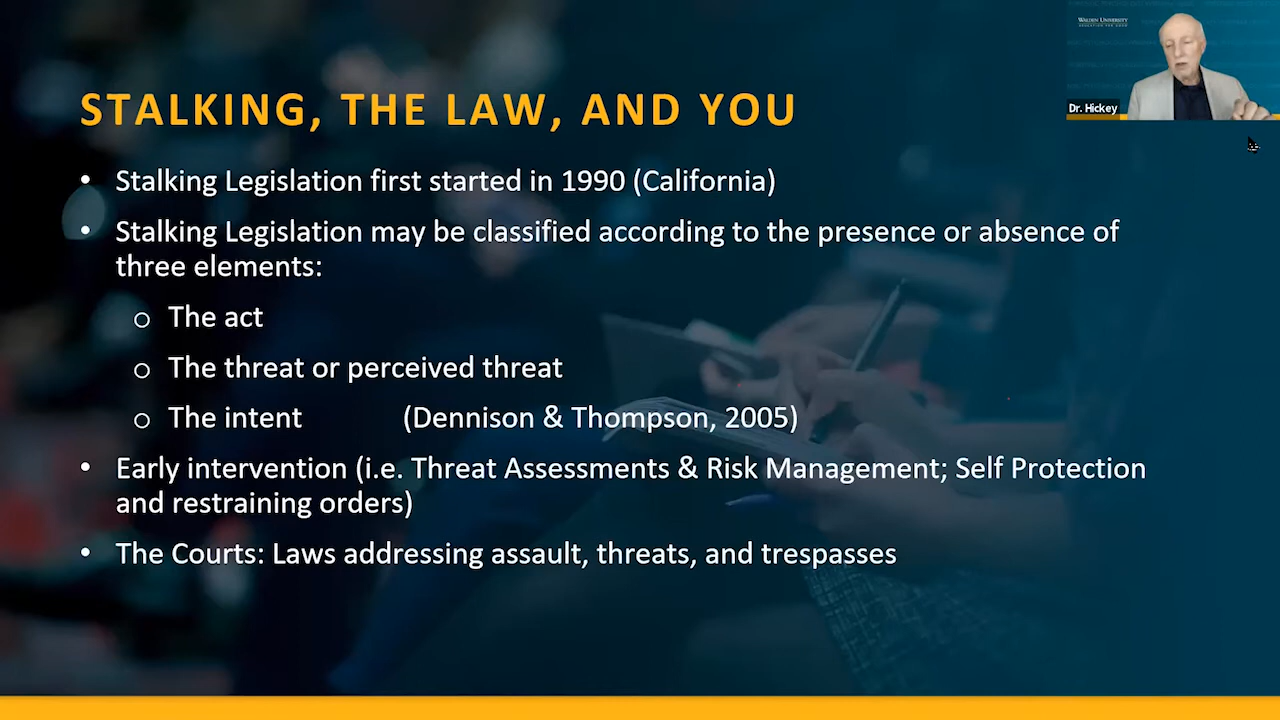 WALDEN UNIVERSITY
Dr. Hickey
STALKING, THE LAW, AND YOU
• Stalking Legislation first started in 1990 (California)
• Stalking Legislation may be classified according to the presence or absence of
three elements:
o The act
o The threat or perceived threat
o The intent (Dennison & Thompson, 2005)
• Early intervention (i.e. Threat Assessments & Risk Management; Self Protection
and restraining orders)
• The Courts: Laws addressing assault, threats, and trespasses